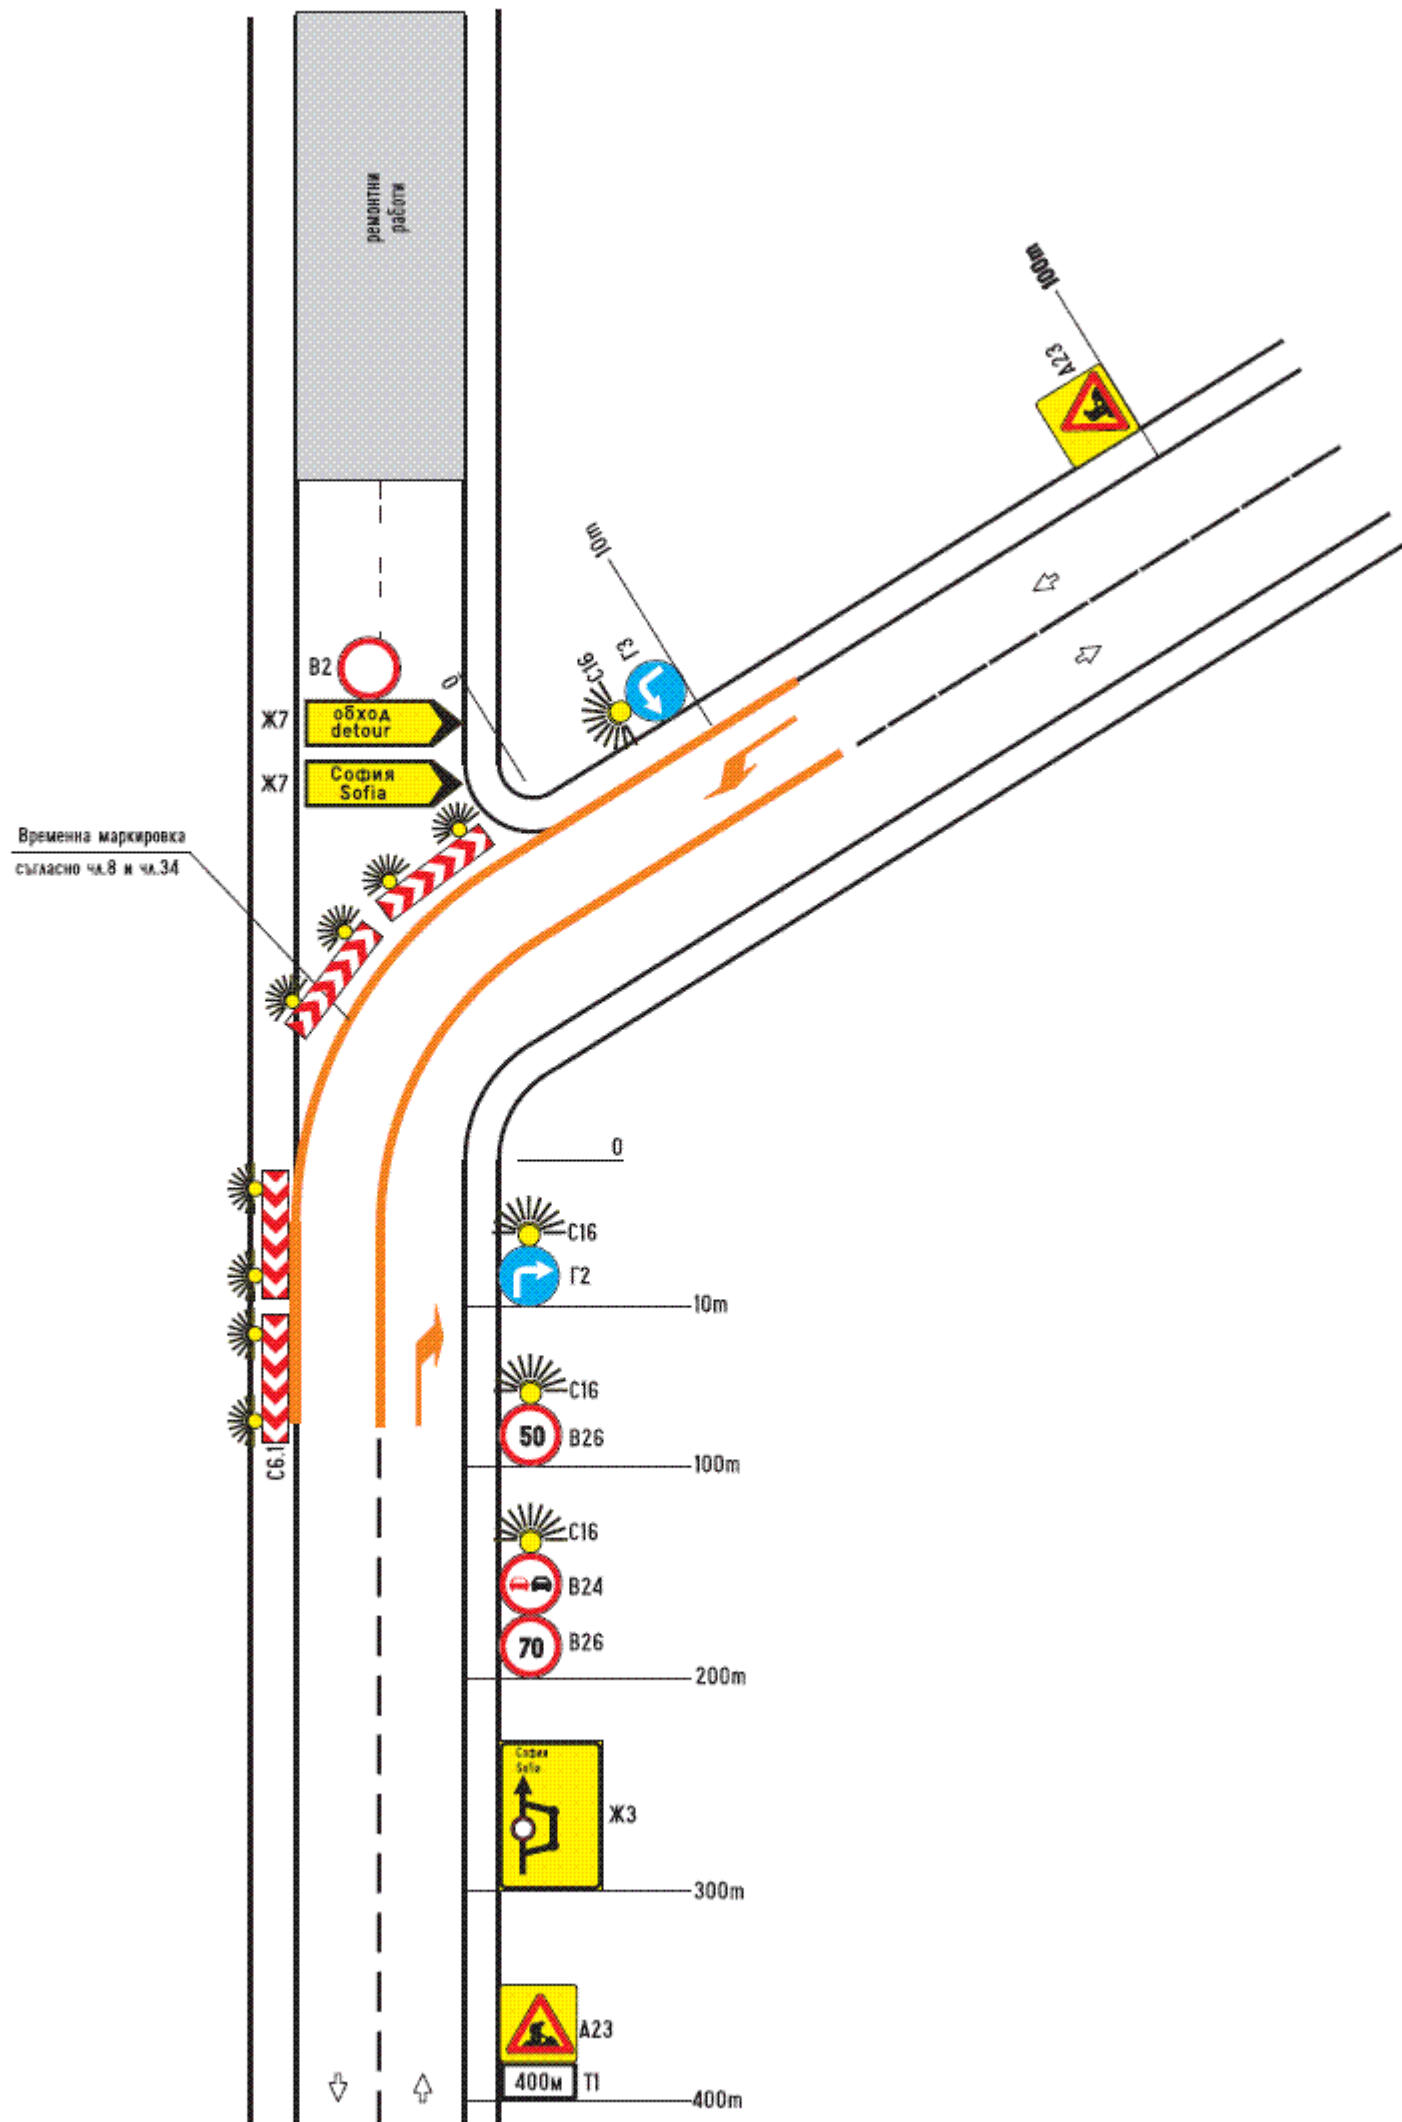 ремонтни
работи
100m
А23
10m
Г3
С16
В2
0
Ж7
обход
detour
Ж7
София
Sofia
Временна маркировка
съгласно чл.8 и чл.34
0
С16
Г2
10m
С16
50
В26
С6.1
100m
С16
В24
70
В26
200m
София
Sofia
Ж3
300m
А23
400м
Т1
400m